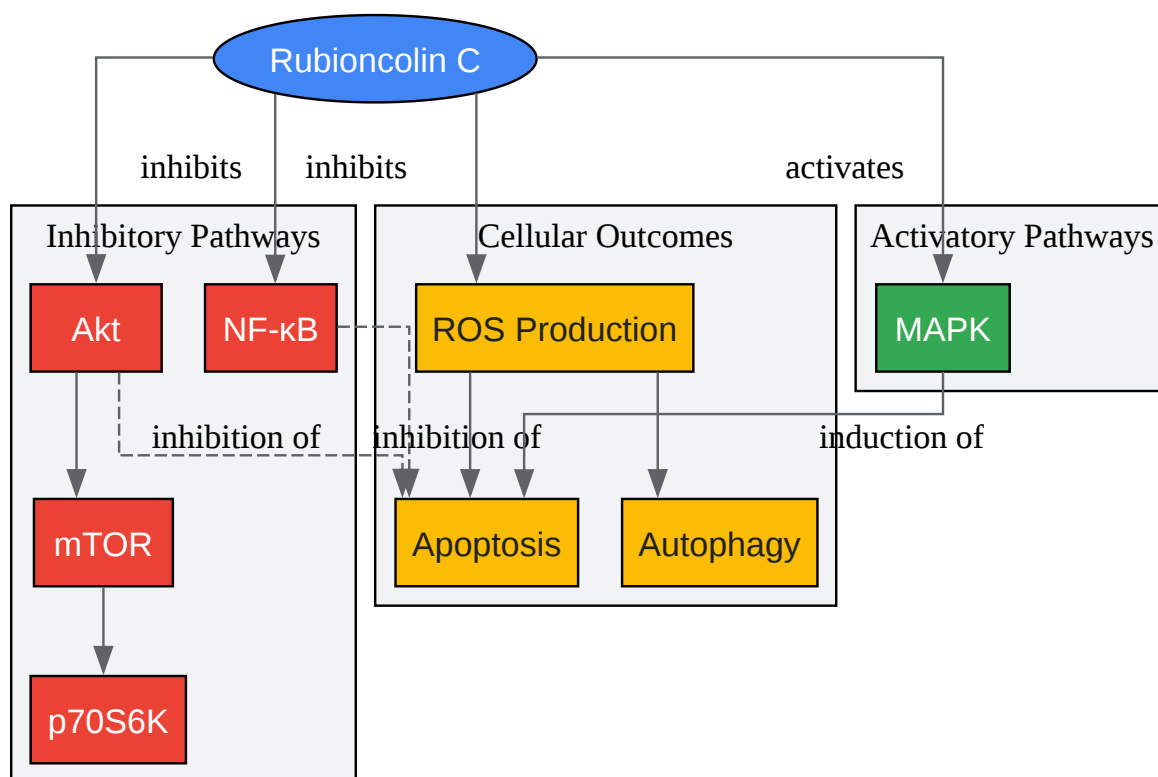 Rubioncolin C
inhibits
inhibits
activates
Inhibitory Pathways
Cellular Outcomes
Activatory Pathways
Akt
NF-κB
ROS Production
MAPK
inhibition of
inhibition of
induction of
mTOR
Apoptosis
Autophagy
p70S6K